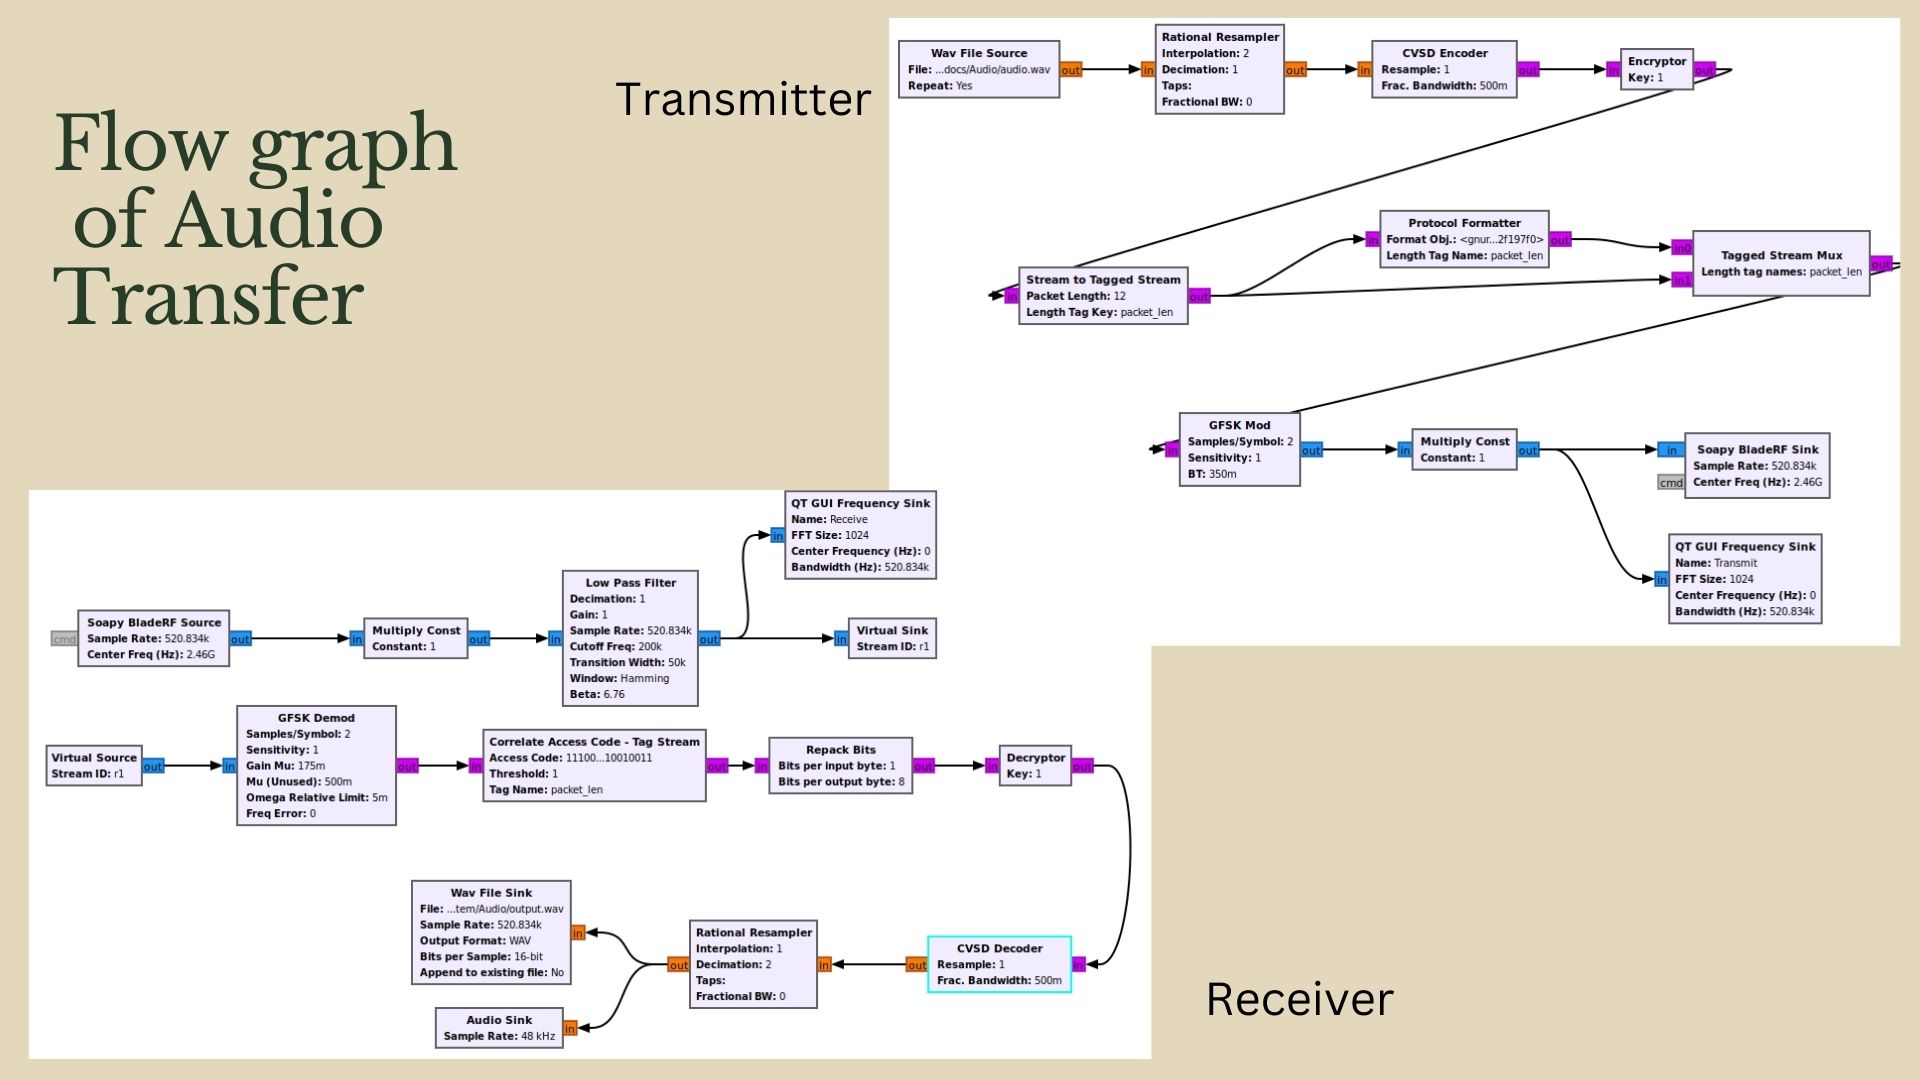 Flow graph
of Audio
Transfer
Transmitter
Wav File Source
File: ...docs/Audio/audio.wav
Repeat: Yes
out
in
Rational Resampler
Interpolation: 2
Decimation: 1
Taps:
Fractional BW: 0
out
in
CVSD Encoder
Resample: 1
Frac. Bandwidth: 500m
out
in
Encryptor
Key: 1
out
in
Stream to Tagged Stream
Packet Length: 12
Length Tag Key: packet_len
out
in
Protocol Formatter
Format Obj.: <gnur...2f197f0>
Length Tag Name: packet_len
out
in0
in1
Tagged Stream Mux
Length tag names: packet_len
out
in
GFSK Mod
Samples/Symbol: 2
Sensitivity: 1
BT: 350m
out
in
Multiply Const
Constant: 1
out
in
cmd
Soapy BladeRF Sink
Sample Rate: 520.834k
Center Freq (Hz): 2.46G
in
QT GUI Frequency Sink
Name: Transmit
FFT Size: 1024
Center Frequency (Hz): 0
Bandwidth (Hz): 520.834k
in
QT GUI Frequency Sink
Name: Receive
FFT Size: 1024
Center Frequency (Hz): 0
Bandwidth (Hz): 520.834k
cmd
Soapy BladeRF Source
Sample Rate: 520.834k
Center Freq (Hz): 2.46G
out
in
Multiply Const
Constant: 1
out
in
Low Pass Filter
Decimation: 1
Gain: 1
Sample Rate: 520.834k
Cutoff Freq: 200k
Transition Width: 50k
Window: Hamming
Beta: 6.76
out
in
Virtual Sink
Stream ID: r1
Virtual Source
Stream ID: r1
out
in
GFSK Demod
Samples/Symbol: 2
Sensitivity: 1
Gain Mu: 175m
Mu (Unused): 500m
Omega Relative Limit: 5m
Freq Error: 0
out
in
Correlate Access Code - Tag Stream
Access Code: 11100...10010011
Threshold: 1
Tag Name: packet_len
out
in
Repack Bits
Bits per input byte: 1
Bits per output byte: 8
out
in
Decryptor
Key: 1
out
Wav File Sink
File: ...tem/Audio/output.wav
Sample Rate: 520.834k
Output Format: WAV
Bits per Sample: 16-bit
Append to existing file: No
in
out
Rational Resampler
Interpolation: 1
Decimation: 2
Taps:
Fractional BW: 0
in
out
CVSD Decoder
Resample: 1
Frac. Bandwidth: 500m
in
Audio Sink
Sample Rate: 48 kHz
in
Receiver